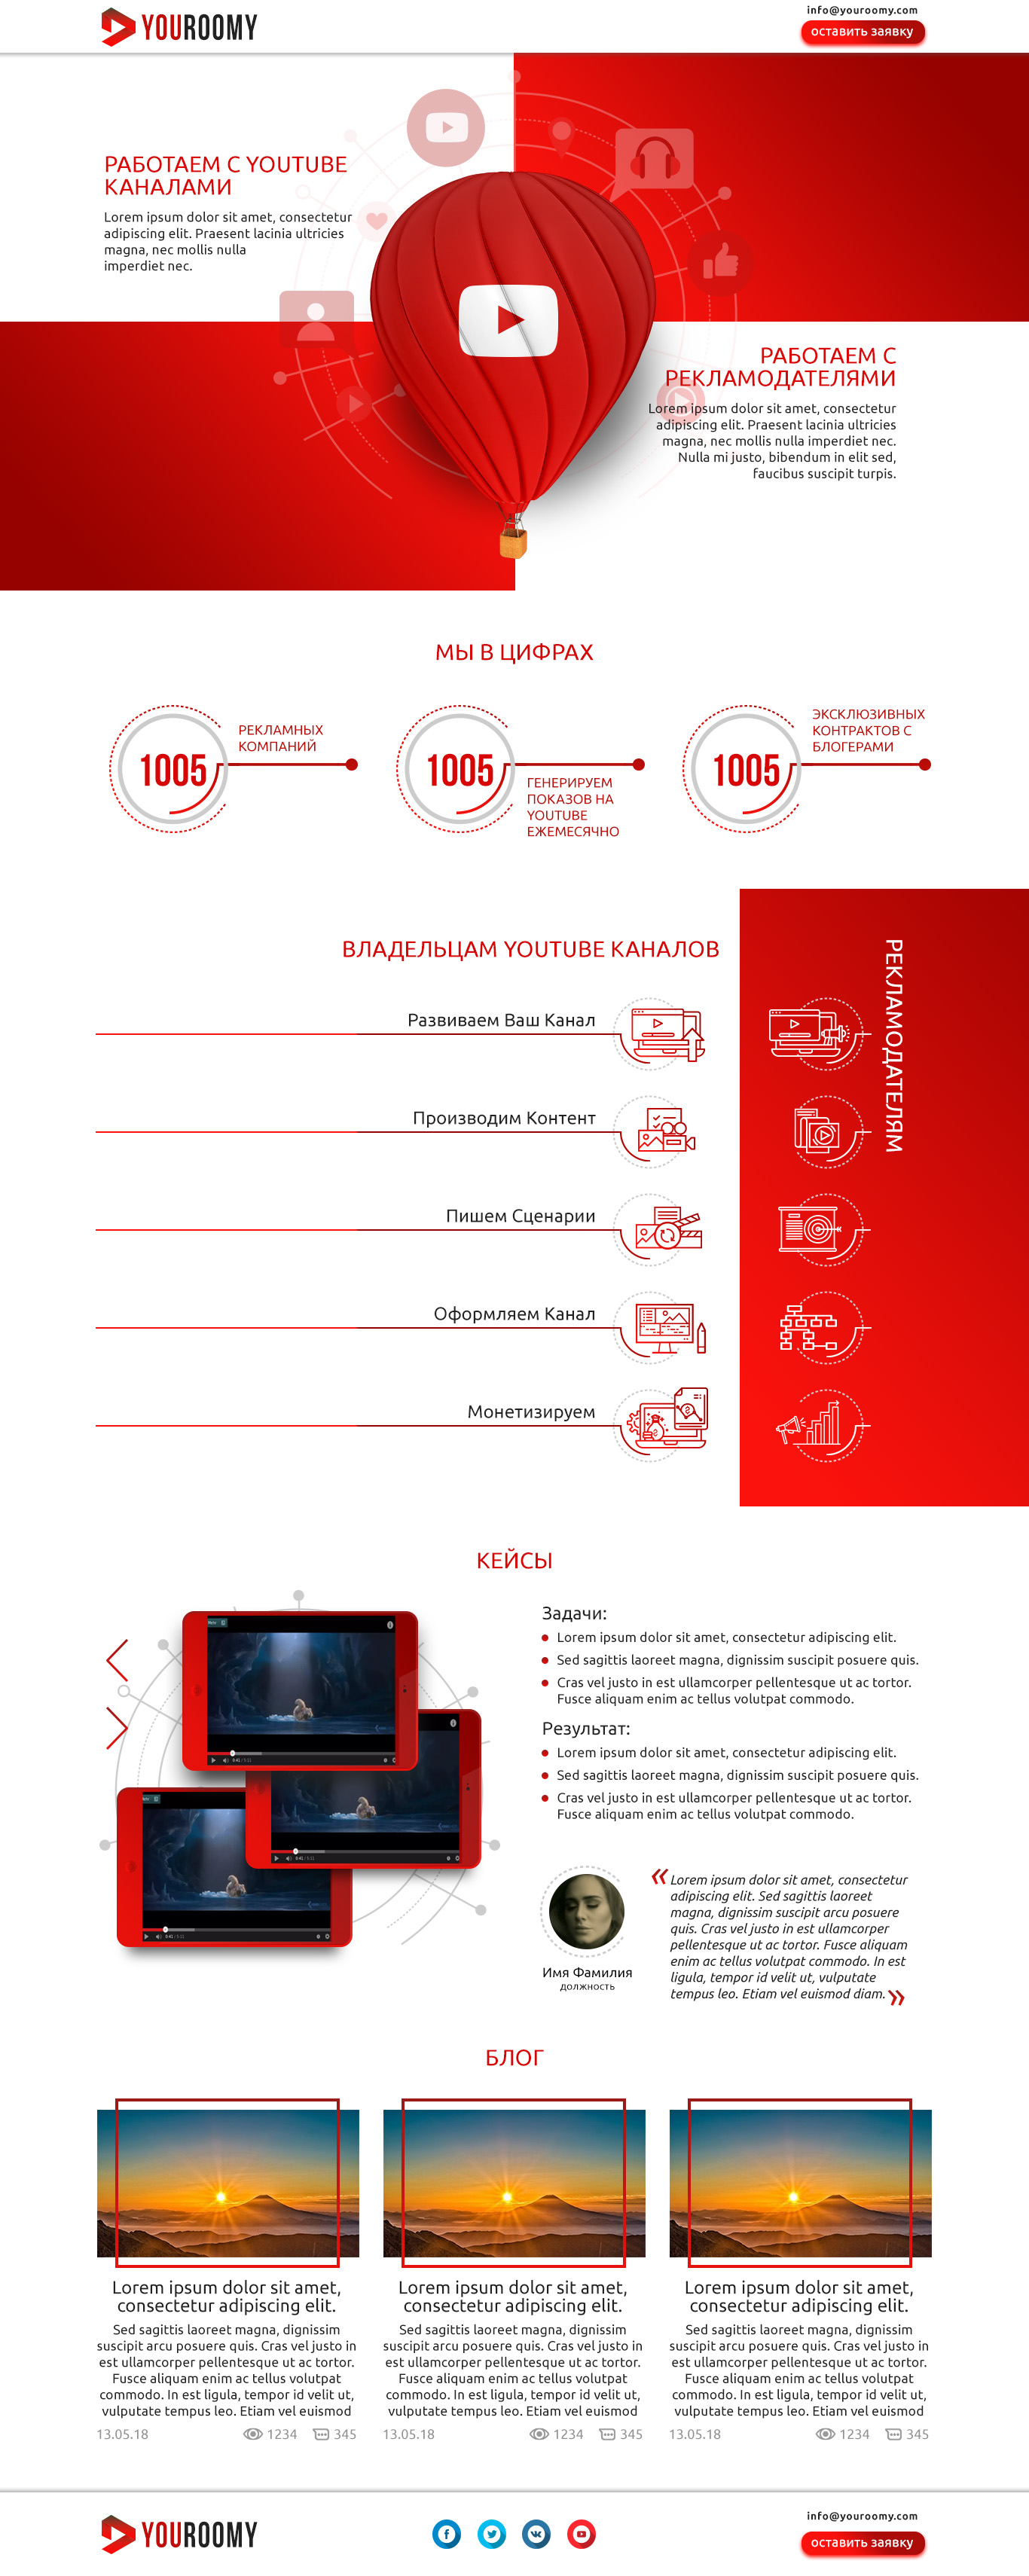 YOUROOMY
info@youroomy.com
оставить заявку
РАБОТАЕМ С YOUTUBE
КАНАЛАМИ
Lorem ipsum dolor sit amet, consectetur
adipiscing elit. Praesent lacinia ultricies
magna, nec mollis nulla
imperdiet nec.
РАБОТАЕМ С
РЕКЛАМОДАТЕЛЯМИ
Lorem ipsum dolor sit amet, consectetur
adipiscing elit. Praesent lacinia ultricies
magna, nec mollis nulla imperdiet nec.
Nulla mi justo, bibendum in elit sed,
faucibus suscipit turpis.
МЫ В ЦИФРАХ
1005
РЕКЛАМНЫХ
КОМПАНИЙ
1005
ГЕНЕРИРУЕМ
ПОКАЗОВ НА
YOUTUBE
ЕЖЕМЕСЯЧНО
1005
ЭКСКЛЮЗИВНЫХ
КОНТРАКТОВ С
БЛОГЕРАМИ
ВЛАДЕЛЬЦАМ YOUTUBE КАНАЛОВ
Развиваем Ваш Канал
Производим Контент
Пишем Сценарии
Оформляем Канал
Монетизируем
РЕКЛАМОДАТЕЛЯМ
КЕЙСЫ
Задачи:
Lorem ipsum dolor sit amet, consectetur adipiscing elit.
Sed sagittis laoreet magna, dignissim suscipit posuere quis.
Cras vel justo in est ullamcorper pellentesque ut ac tortor.
Fusce aliquam enim ac tellus volutpat commodo.
Результат:
Lorem ipsum dolor sit amet, consectetur adipiscing elit.
Sed sagittis laoreet magna, dignissim suscipit posuere quis.
Cras vel justo in est ullamcorper pellentesque ut ac tortor.
Fusce aliquam enim ac tellus volutpat commodo.
Имя Фамилия
должность
« Lorem ipsum dolor sit amet, consectetur
adipiscing elit. Sed sagittis laoreet
magna, dignissim suscipit arcu posuere
quis. Cras vel justo in est ullamcorper
pellentesque ut ac tortor. Fusce aliquam
enim ac tellus volutpat commodo. In est
ligula, tempor id velit ut, vulputate
tempus leo. Etiam vel euismod diam. »
БЛОГ
Lorem ipsum dolor sit amet,
consectetur adipiscing elit.
Sed sagittis laoreet magna, dignissim
suscipit arcu posuere quis. Cras vel justo in
est ullamcorper pellentesque ut ac tortor.
Fusce aliquam enim ac tellus volutpat
commodo. In est ligula, tempor id velit ut,
vulputate tempus leo. Etiam vel euismod
13.05.18 1234 345
Lorem ipsum dolor sit amet,
consectetur adipiscing elit.
Sed sagittis laoreet magna, dignissim
suscipit arcu posuere quis. Cras vel justo in
est ullamcorper pellentesque ut ac tortor.
Fusce aliquam enim ac tellus volutpat
commodo. In est ligula, tempor id velit ut,
vulputate tempus leo. Etiam vel euismod
13.05.18 1234 345
Lorem ipsum dolor sit amet,
consectetur adipiscing elit.
Sed sagittis laoreet magna, dignissim
suscipit arcu posuere quis. Cras vel justo in
est ullamcorper pellentesque ut ac tortor.
Fusce aliquam enim ac tellus volutpat
commodo. In est ligula, tempor id velit ut,
vulputate tempus leo. Etiam vel euismod
13.05.18 1234 345
YOUROOMY
info@youroomy.com
оставить заявку